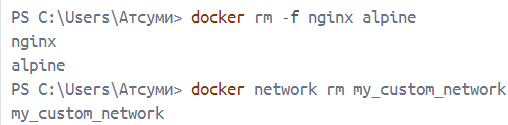 PS C:\Users\Атсуми> docker rm -f nginx alpine
nginx
alpine
PS C:\Users\Атсуми> docker network rm my_custom_network
my_custom_network